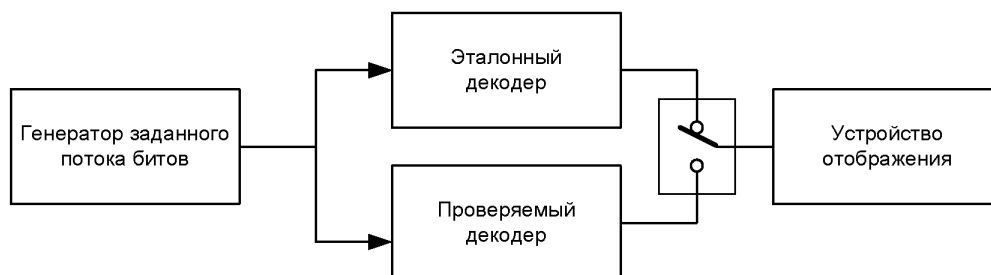 Эталонный
декодер
Генератор заданного
потока битов
Устройство
отображения
Проверяемый
декодер